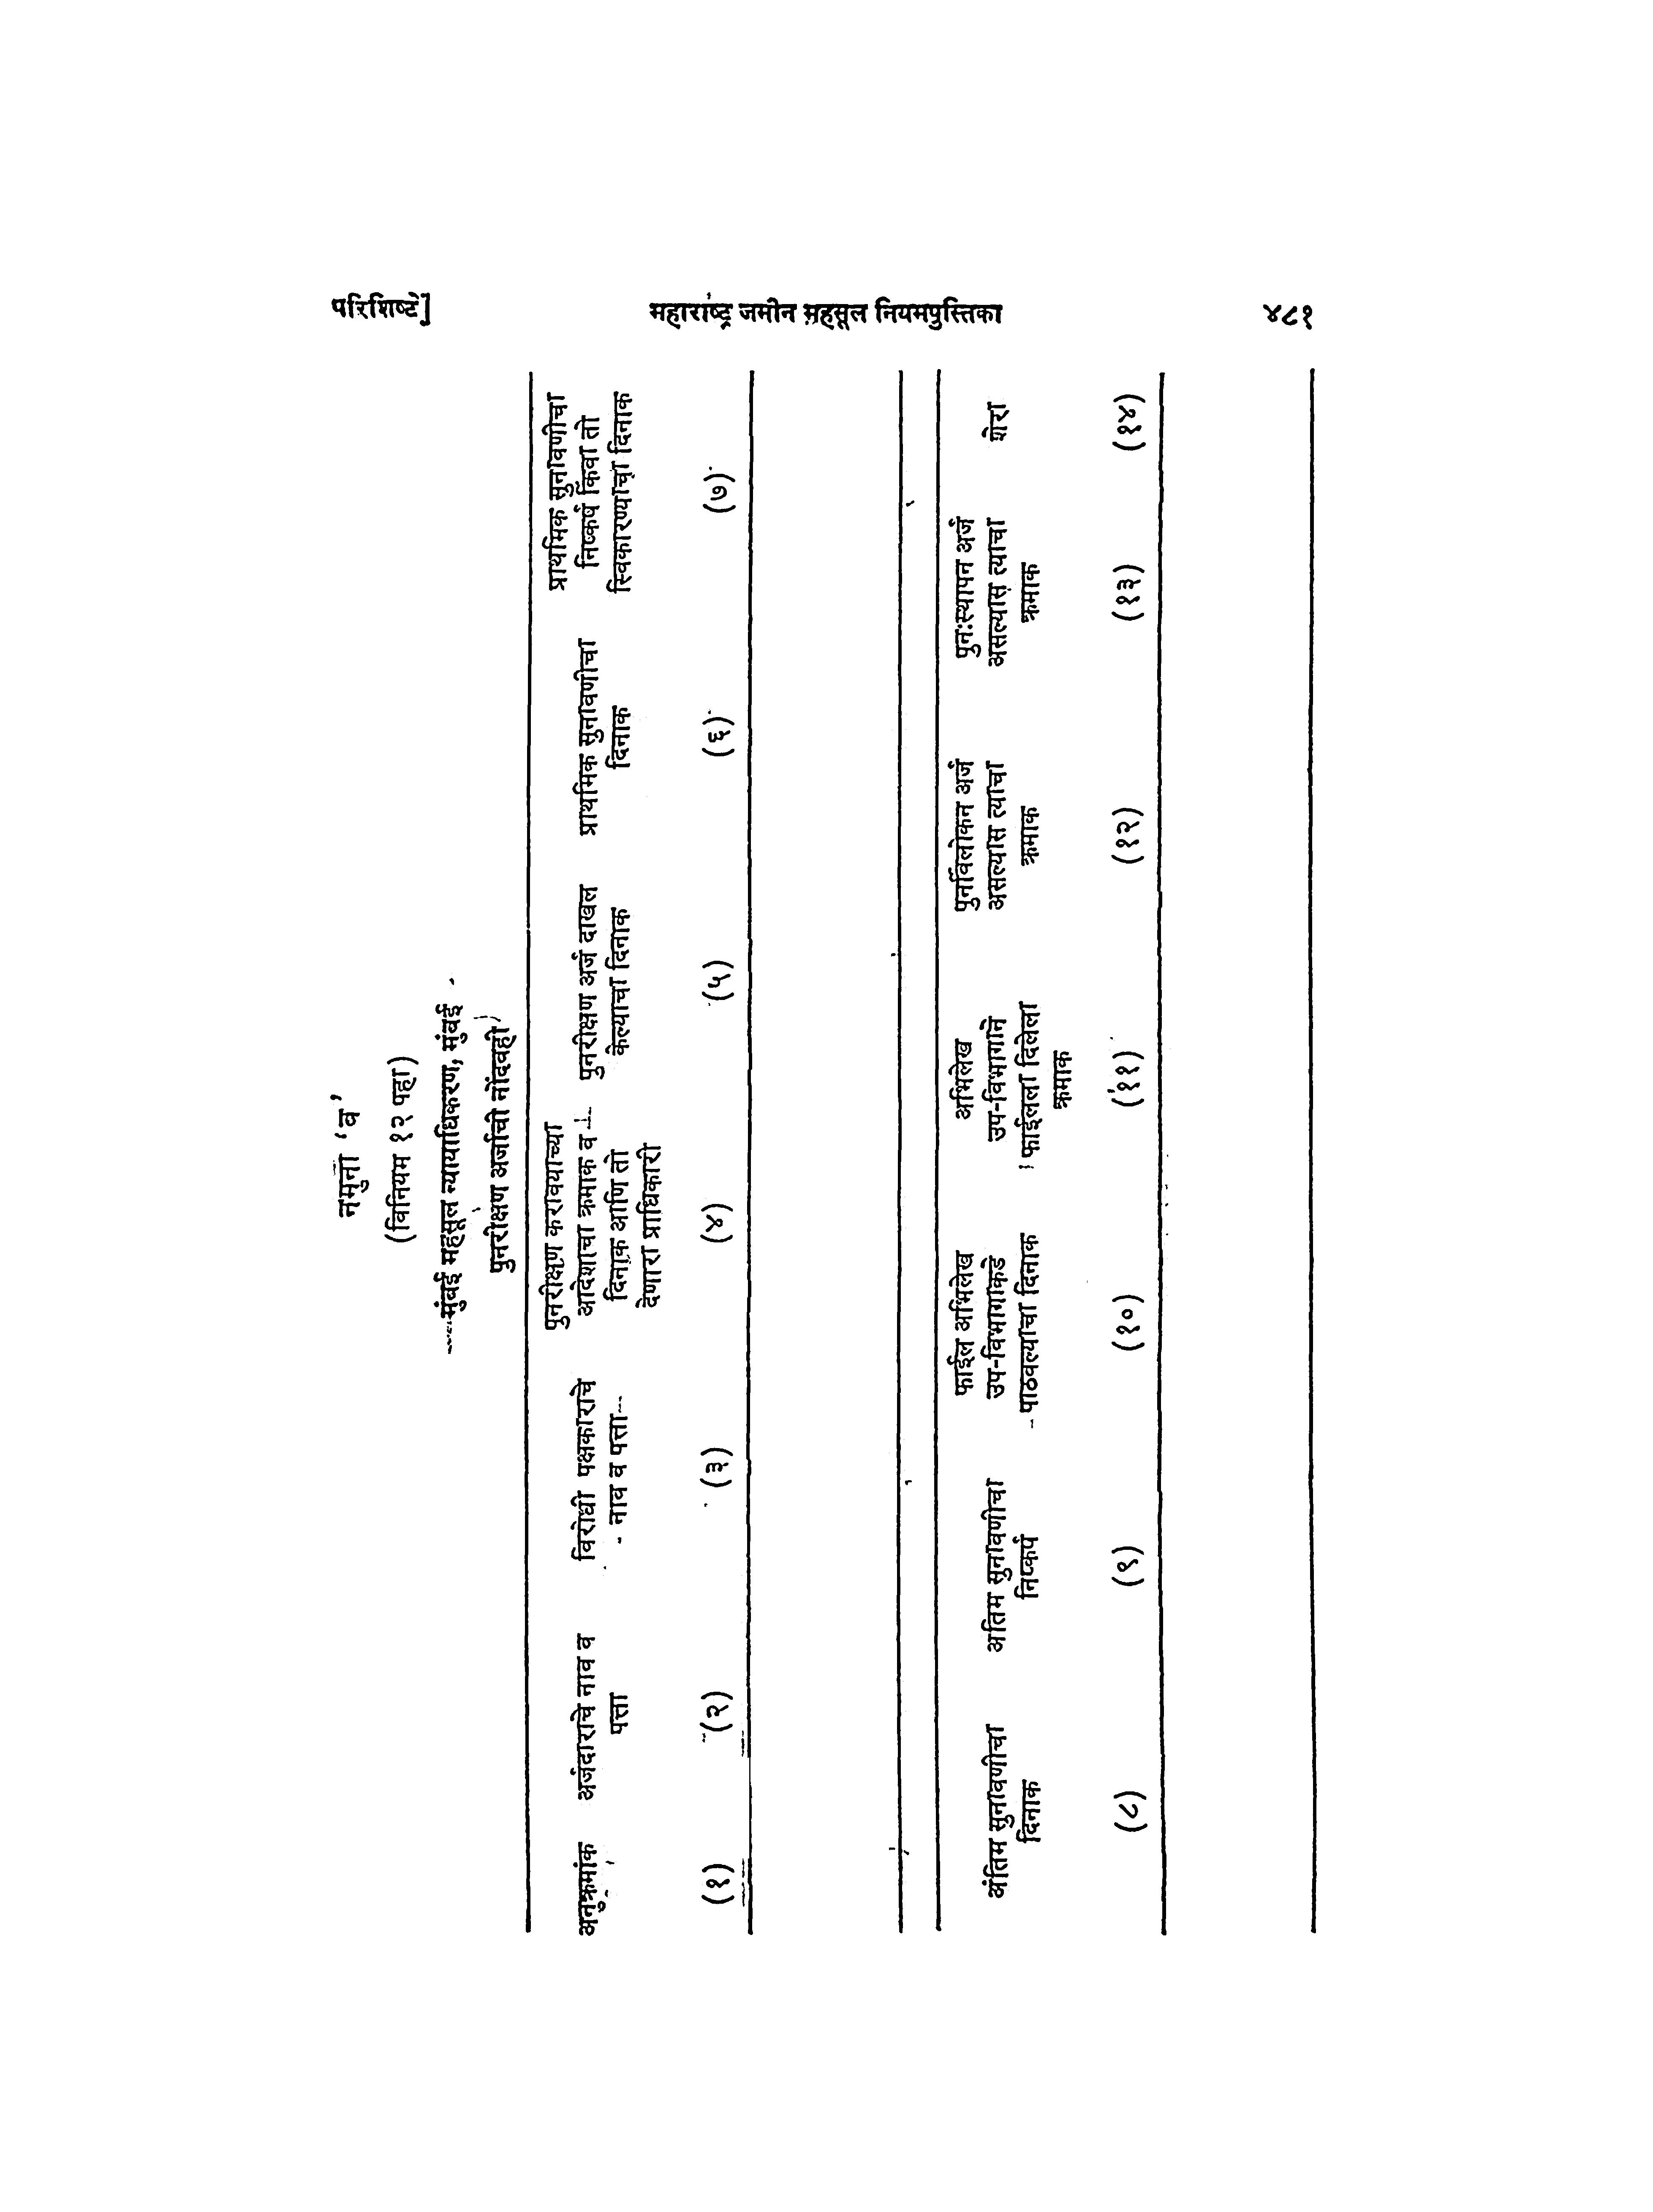 परिशिष्टे]
महाराष्ट्र जमीन महसूल नियमपुस्तिका
४८१
नमुना 'ब'
(विनियम १२ पहा)
मुंबई महसूल न्यायाधिकरण, मुंबई
पुनरीक्षण अर्जाची नोंदवही
अनुक्रमांक
(१)
अर्जदाराचे नाव व
पत्ता
(२)
विरोधी पक्षकाराचे
नाव व पत्ता
(३)
पुनरीक्षण करावयाच्या
आदेशाचा क्रमाक व
दिनाक आणि तो
देणारा प्राधिकारी
(४)
पुनरीक्षण अर्ज दाखल
केल्याचा दिनाक
(५)
प्राथमिक सुनावणीचा
दिनाक
(६)
प्राथमिक सुनावणीचा
निष्कर्ष किंवा तो
स्विकारण्याचा दिनाक
(७)
अंतिम सुनावणीचा
दिनाक
(८)
अतिम सुनावणीचा
निष्कर्ष
(९)
फाईल अभिलेख
उप-विभागाकडे
पाठवल्याचा दिनाक
(१०)
अभिलेख
उप-विभागाने
फाईलला दिलेला
क्रमाक
(११)
पुनर्विलोकन अर्ज
असल्यास त्याचा
क्रमाक
(१२)
पुनःस्थापन अर्ज
असल्यास त्याचा
क्रमाक
(१३)
शेरा
(१४)